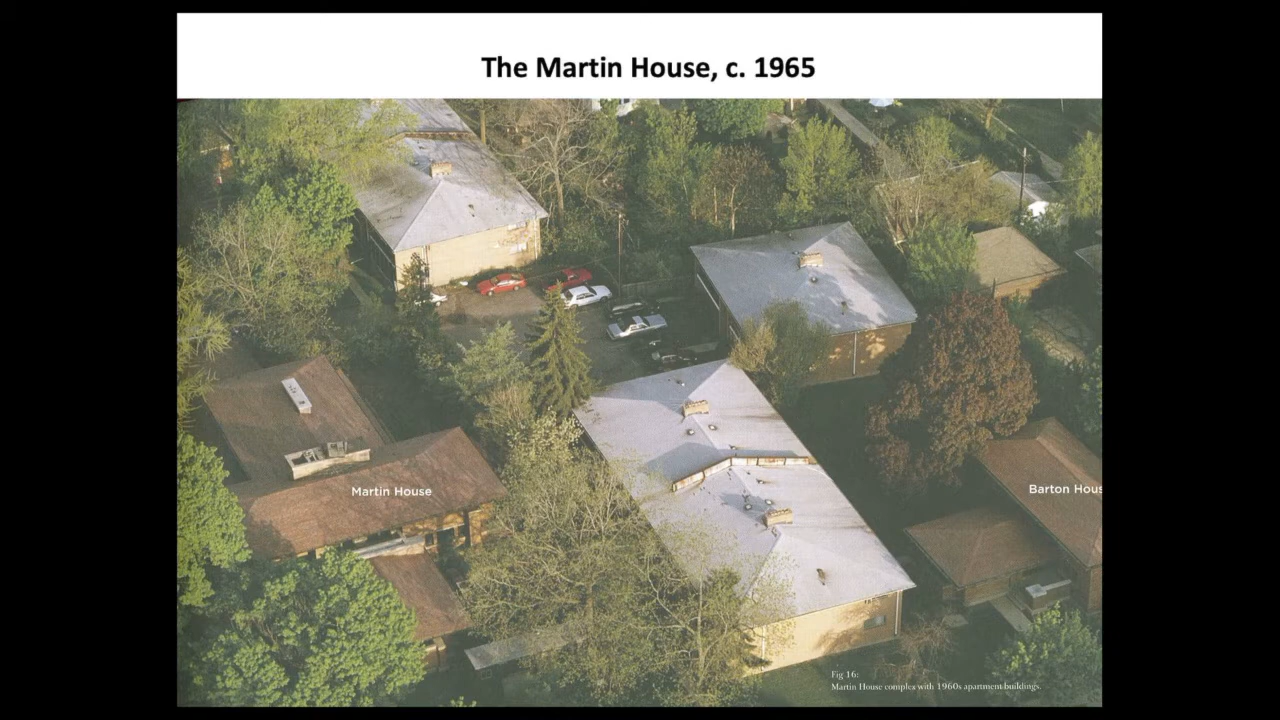 The Martin House, c. 1965
Martin House
Barton Hous
Fig 16:
Martin House complex with 1960s apartment buildings.